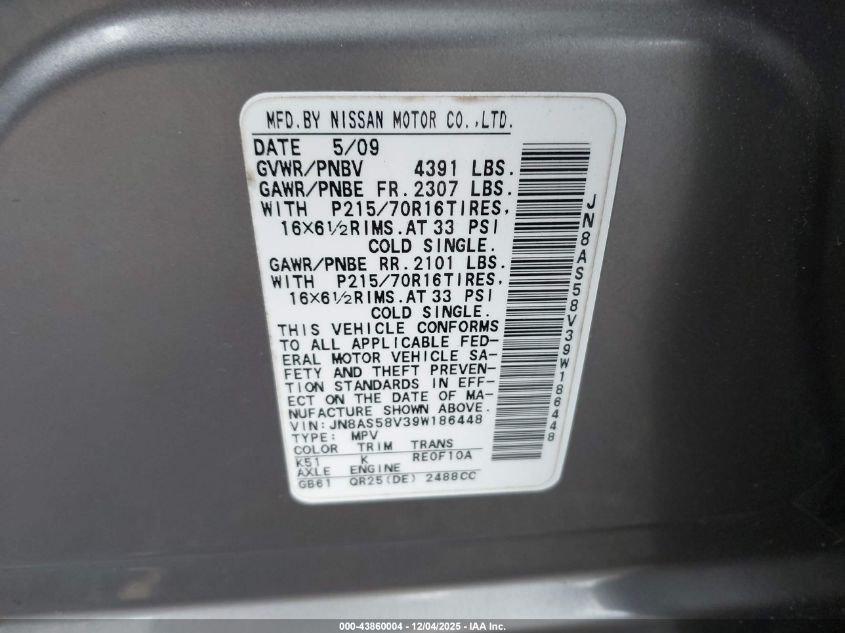 MFD.BY NISSAN MOTOR CO.,LTD.
DATE 5/09
GVWR/PNBV 4391 LBS.
GAWR/PNBE FR. 2307 LBS.
WITH P215/70R16TIRES,
16X6½RIMS.AT 33 PSI
COLD SINGLE.
GAWR/PNBE RR. 2101 LBS.
WITH P215/70R16TIRES,
16X6½RIMS.AT 33 PSI
COLD SINGLE.
THIS VEHICLE CONFORMS
TO ALL APPLICABLE FED-
ERAL MOTOR VEHICLE SA-
FETY AND THEFT PREVEN-
TION STANDARDS IN EFF-
ECT ON THE DATE OF MA-
NUFACTURE SHOWN ABOVE.
VIN: JN8AS58V39W186448
TYPE: MPV
COLOR TRIM TRANS
K51 K RE0F10A
AXLE ENGINE
GB61 QR25(DE) 2488CC
JN8AS58V39W186448
000-43860004 - 12/04/2025 - IAA Inc.